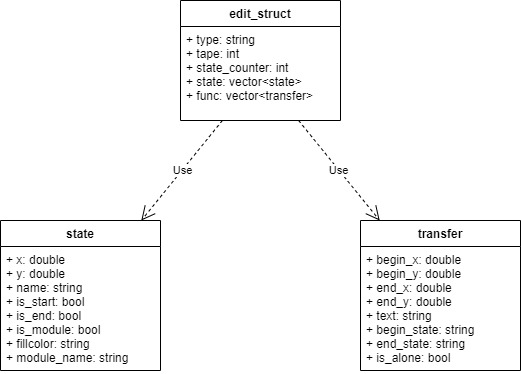 edit_struct
+ type: string
+ tape: int
+ state_counter: int
+ state: vector<state>
+ func: vector<transfer>
Use
Use
state
+ x: double
+ y: double
+ name: string
+ is_start: bool
+ is_end: bool
+ is_module: bool
+ fillcolor: string
+ module_name: string
transfer
+ begin_x: double
+ begin_y: double
+ end_x: double
+ end_y: double
+ text: string
+ begin_state: string
+ end_state: string
+ is_alone: bool